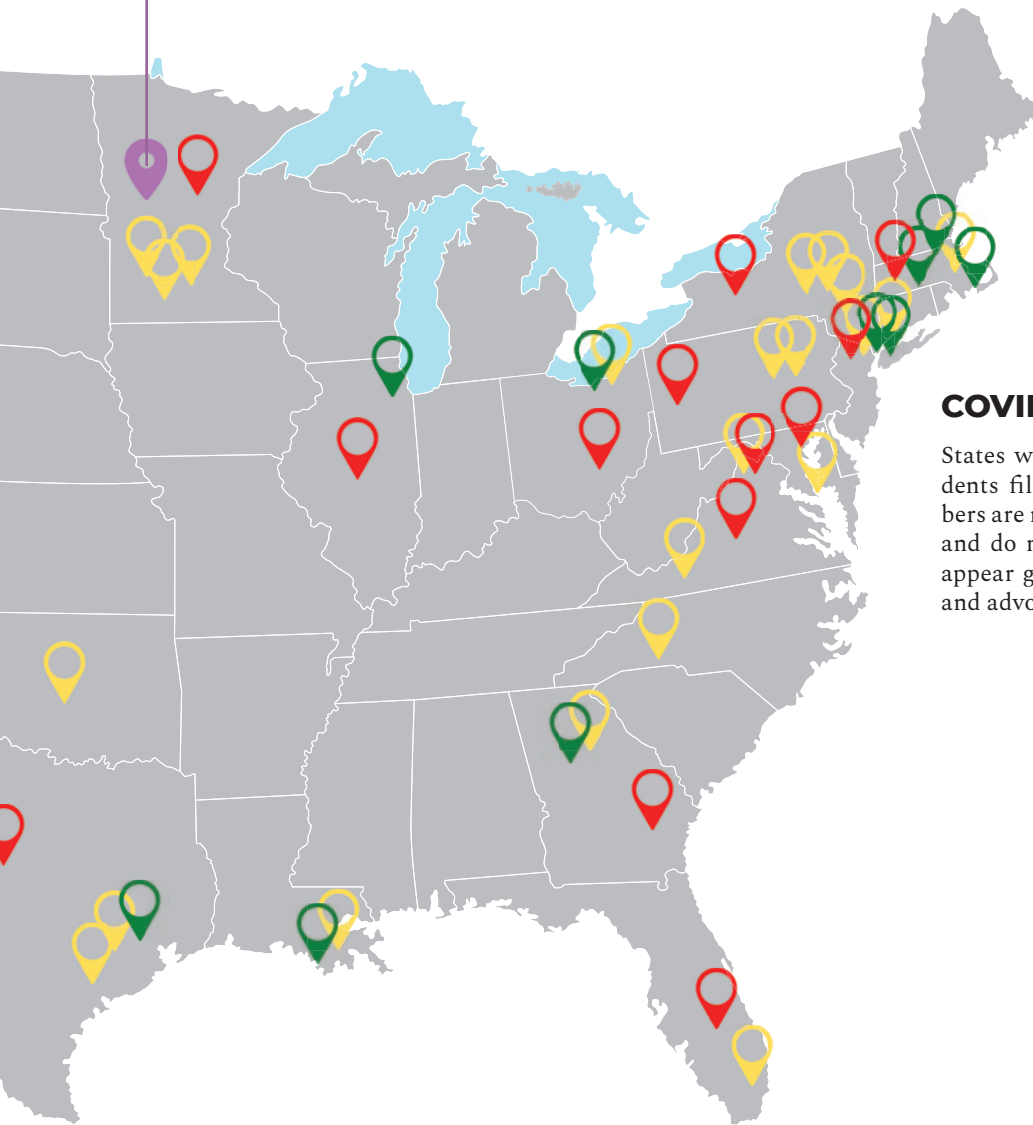 COVI
States w
dents fil
bers are
and do
appear g
and advo